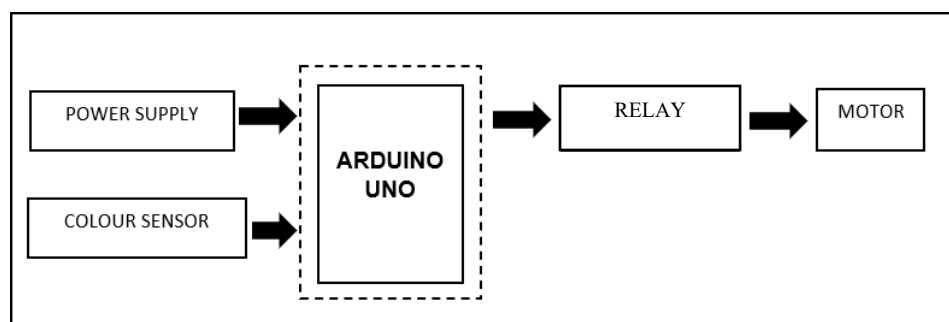 POWER SUPPLY
COLOUR SENSOR
ARDUINO
UNO
RELAY
MOTOR